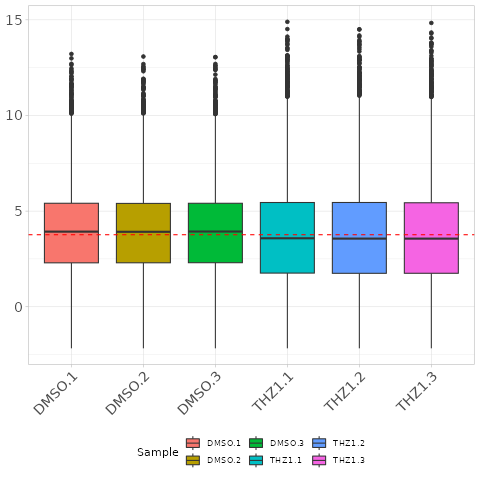 15
10
5
0
DMSO.1 DMSO.2 DMSO.3 THZ1.1 THZ1.2 THZ1.3
Sample
DMSO.1 DMSO.3 THZ1.2
DMSO.2 THZ1.1 THZ1.3